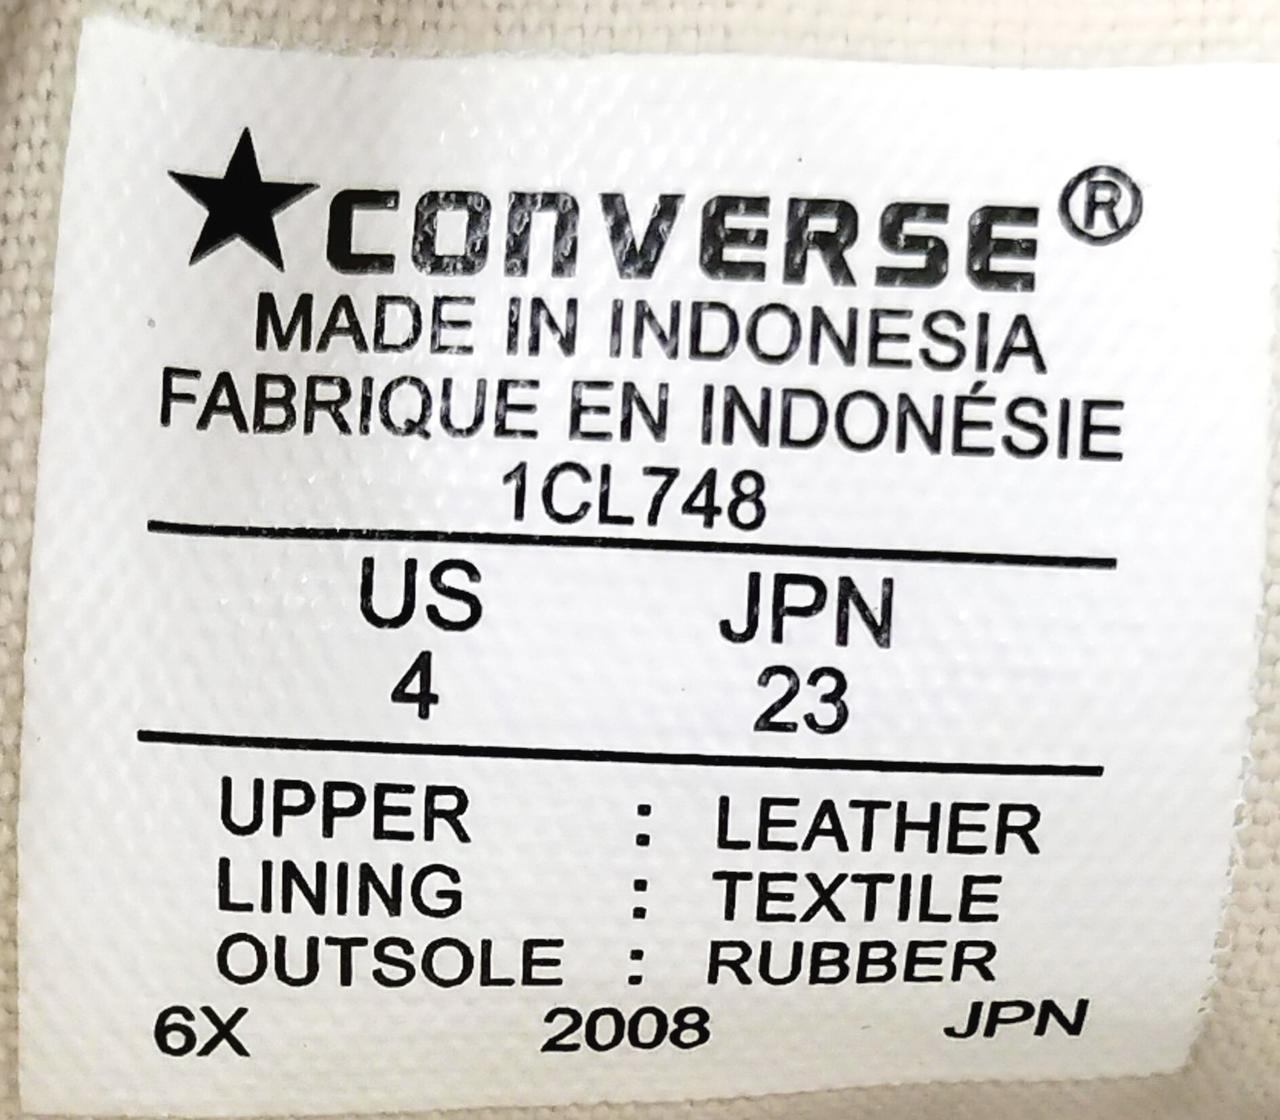 ★CONVERSE®
MADE IN INDONESIA
FABRIQUE EN INDONÉSIE
1CL748
US JPN
4 23
UPPER : LEATHER
LINING : TEXTILE
OUTSOLE : RUBBER
6X 2008 JPN